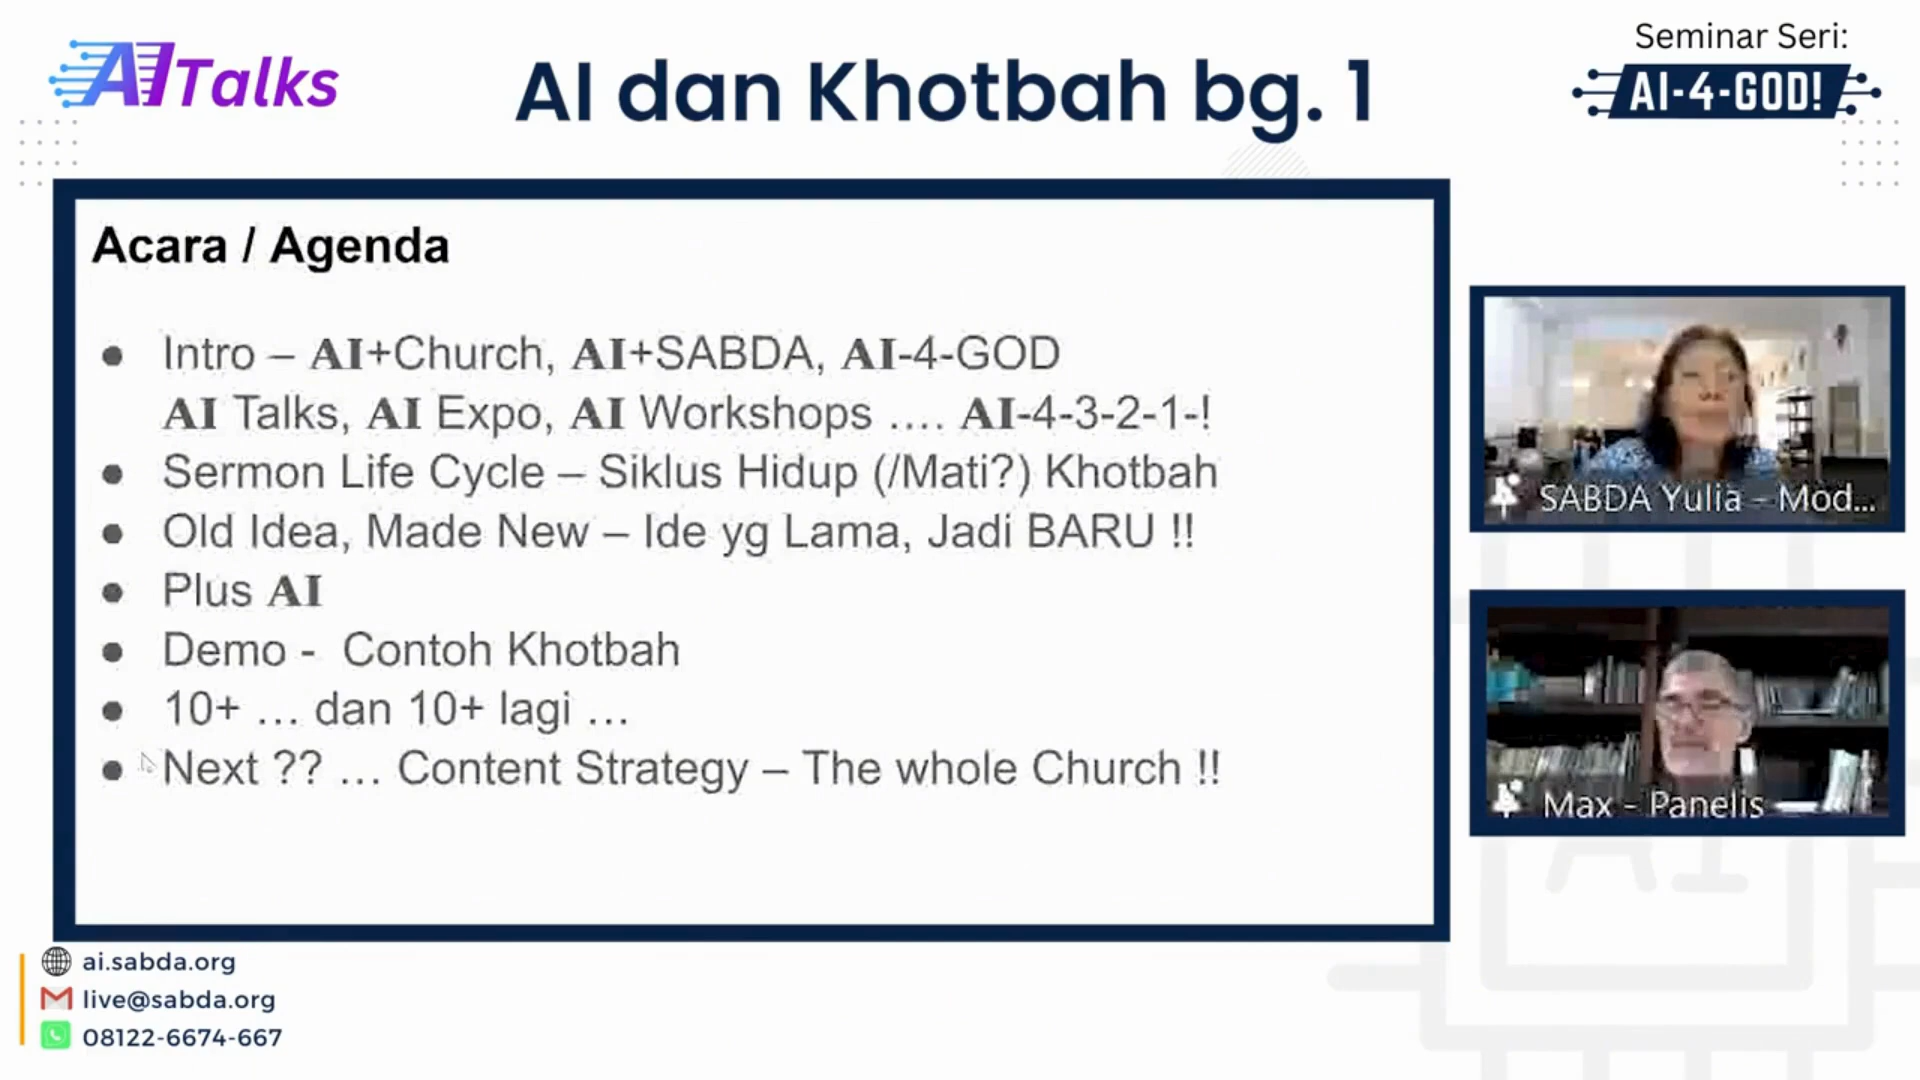 AI Talks
AI dan Khotbah bg. 1
Seminar Seri:
AI-4-GOD!
Acara / Agenda
● Intro – AI+Church, AI+SABDA, AI-4-GOD
AI Talks, AI Expo, AI Workshops .... AI-4-3-2-1-!
● Sermon Life Cycle – Siklus Hidup (/Mati?) Khotbah
● Old Idea, Made New – Ide yg Lama, Jadi BARU !!
● Plus AI
● Demo - Contoh Khotbah
● 10+ … dan 10+ lagi …
● Next ?? … Content Strategy – The whole Church !!
SABDA Yulia - Mod...
Max - Panelis
AI
ai.sabda.org
live@sabda.org
08122-6674-667